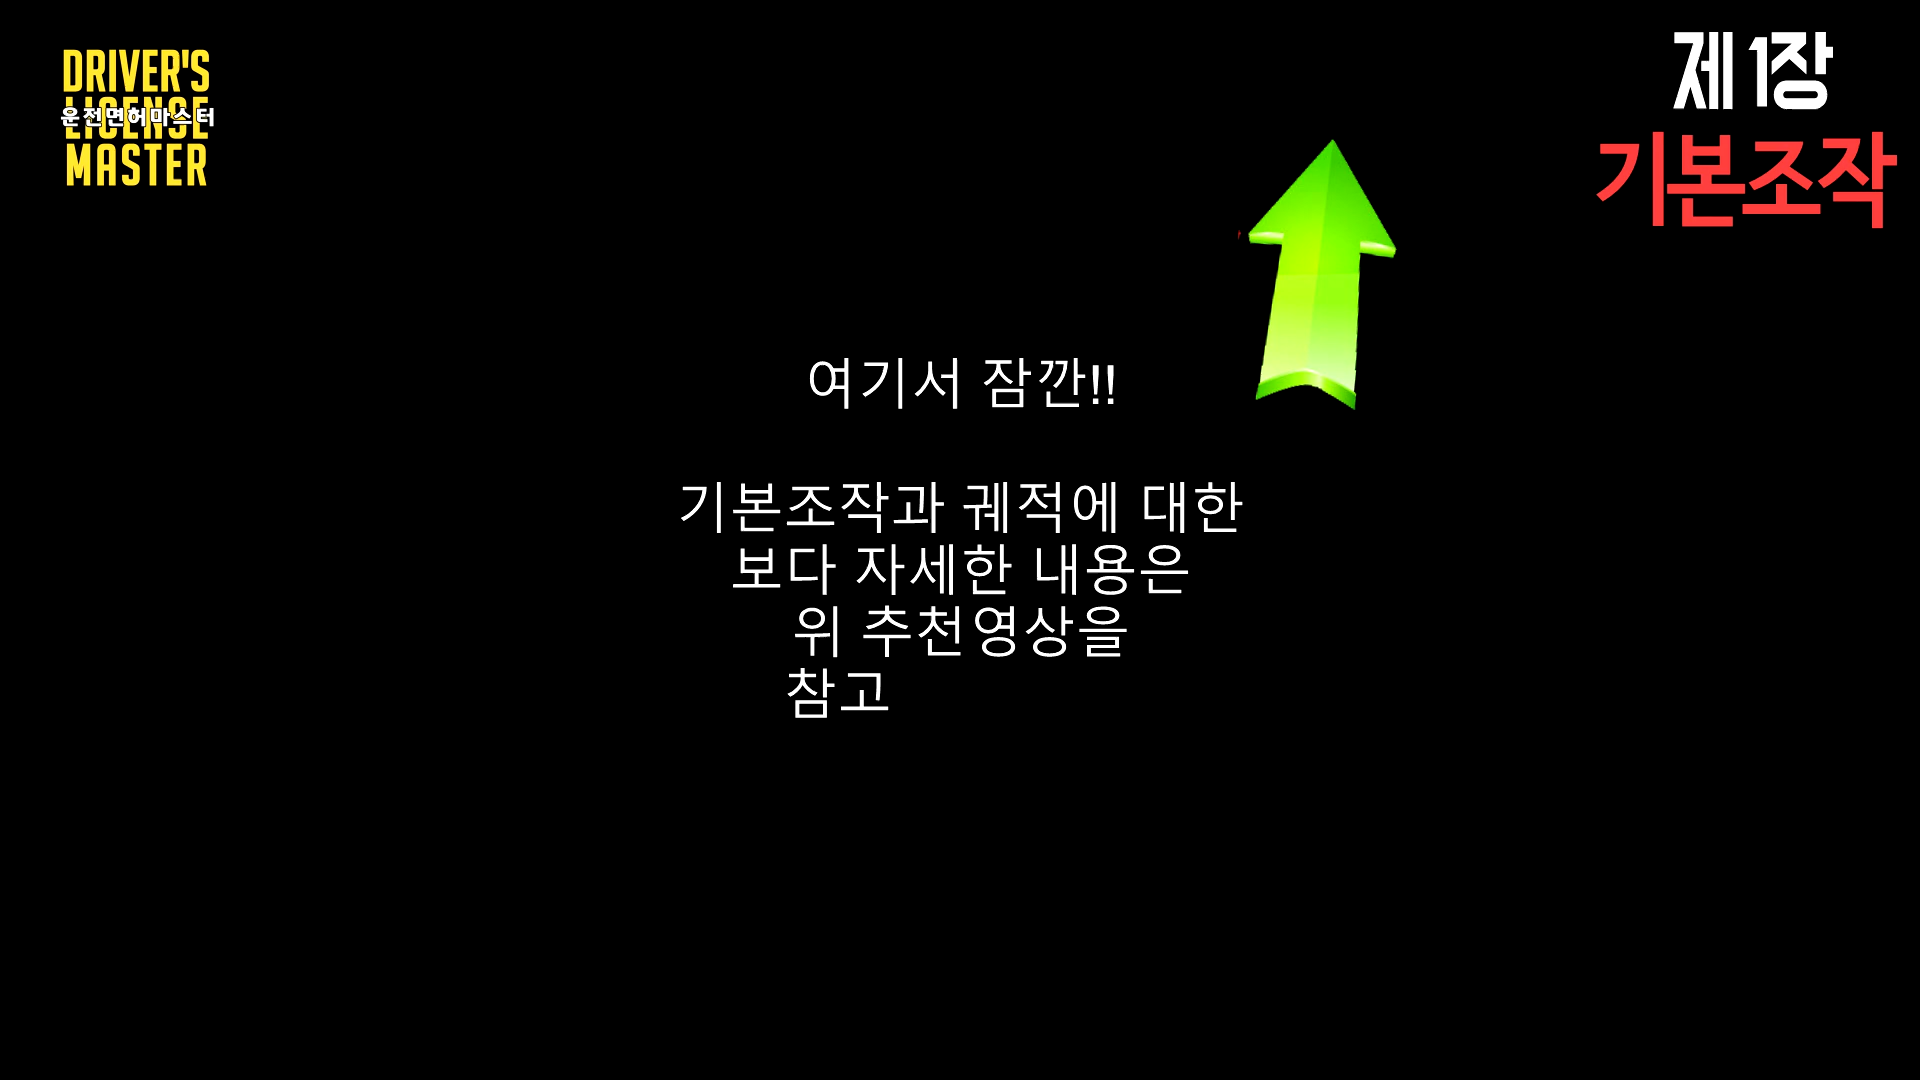 DRIVER'S
LICENSE
운전면허마스터
MASTER
제1장
기본조작
여기서 잠깐!!
기본조작과 궤적에 대한
보다 자세한 내용은
위 추천영상을
참고